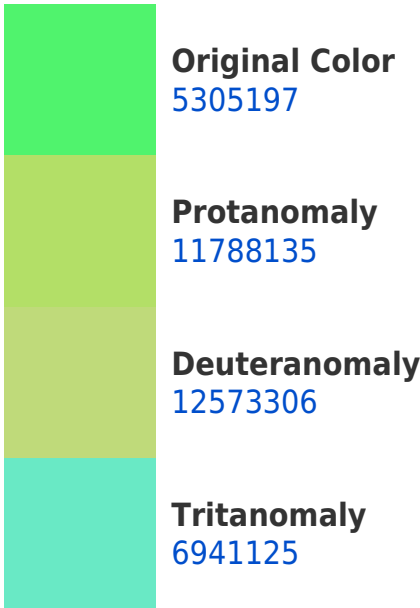 Original Color
5305197
Protanomaly
11788135
Deuteranomaly
12573306
Tritanomaly
6941125